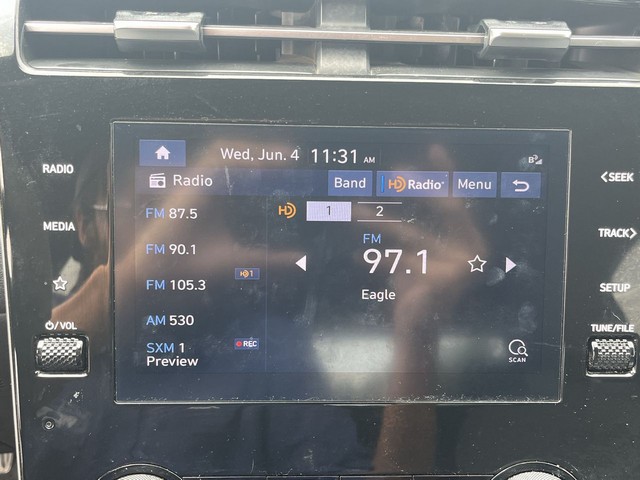 Wed, Jun. 4 11:31 AM
B
RADIO
Radio
Band
HD Radio
Menu
<SEEK
FM 87.5
HD
1
2
MEDIA
FM 90.1
FM
97.1
TRACK>
HD1
FM 105.3
Eagle
SETUP
AM 530
/VOL
TUNE/FILE
SXM 1
REC
Preview
SCAN